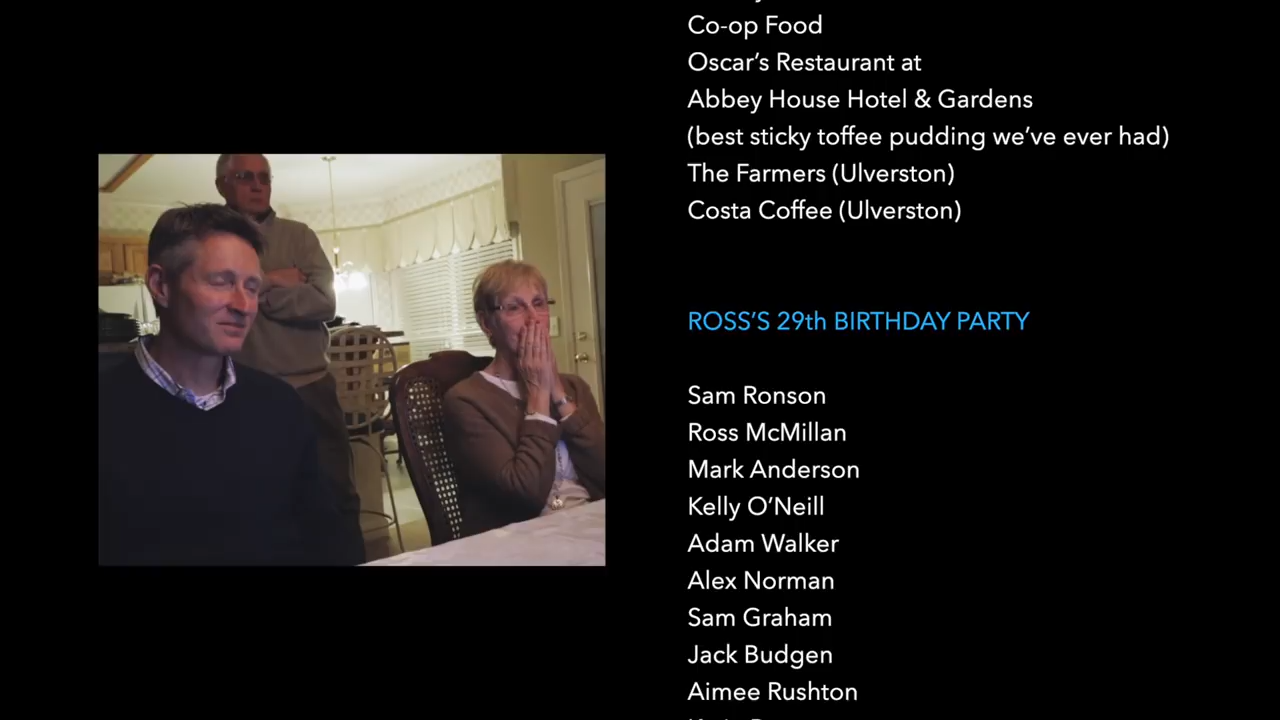 Co-op Food
Oscar’s Restaurant at
Abbey House Hotel & Gardens
(best sticky toffee pudding we’ve ever had)
The Farmers (Ulverston)
Costa Coffee (Ulverston)
ROSS’S 29th BIRTHDAY PARTY
Sam Ronson
Ross McMillan
Mark Anderson
Kelly O’Neill
Adam Walker
Alex Norman
Sam Graham
Jack Budgen
Aimee Rushton